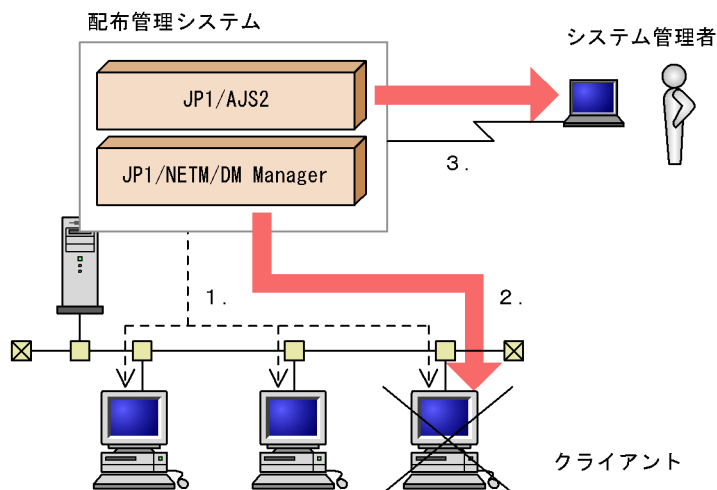 配布管理システム
システム管理者
JP1/AJS2
JP1/NETM/DM Manager
3.
1.
2.
クライアント